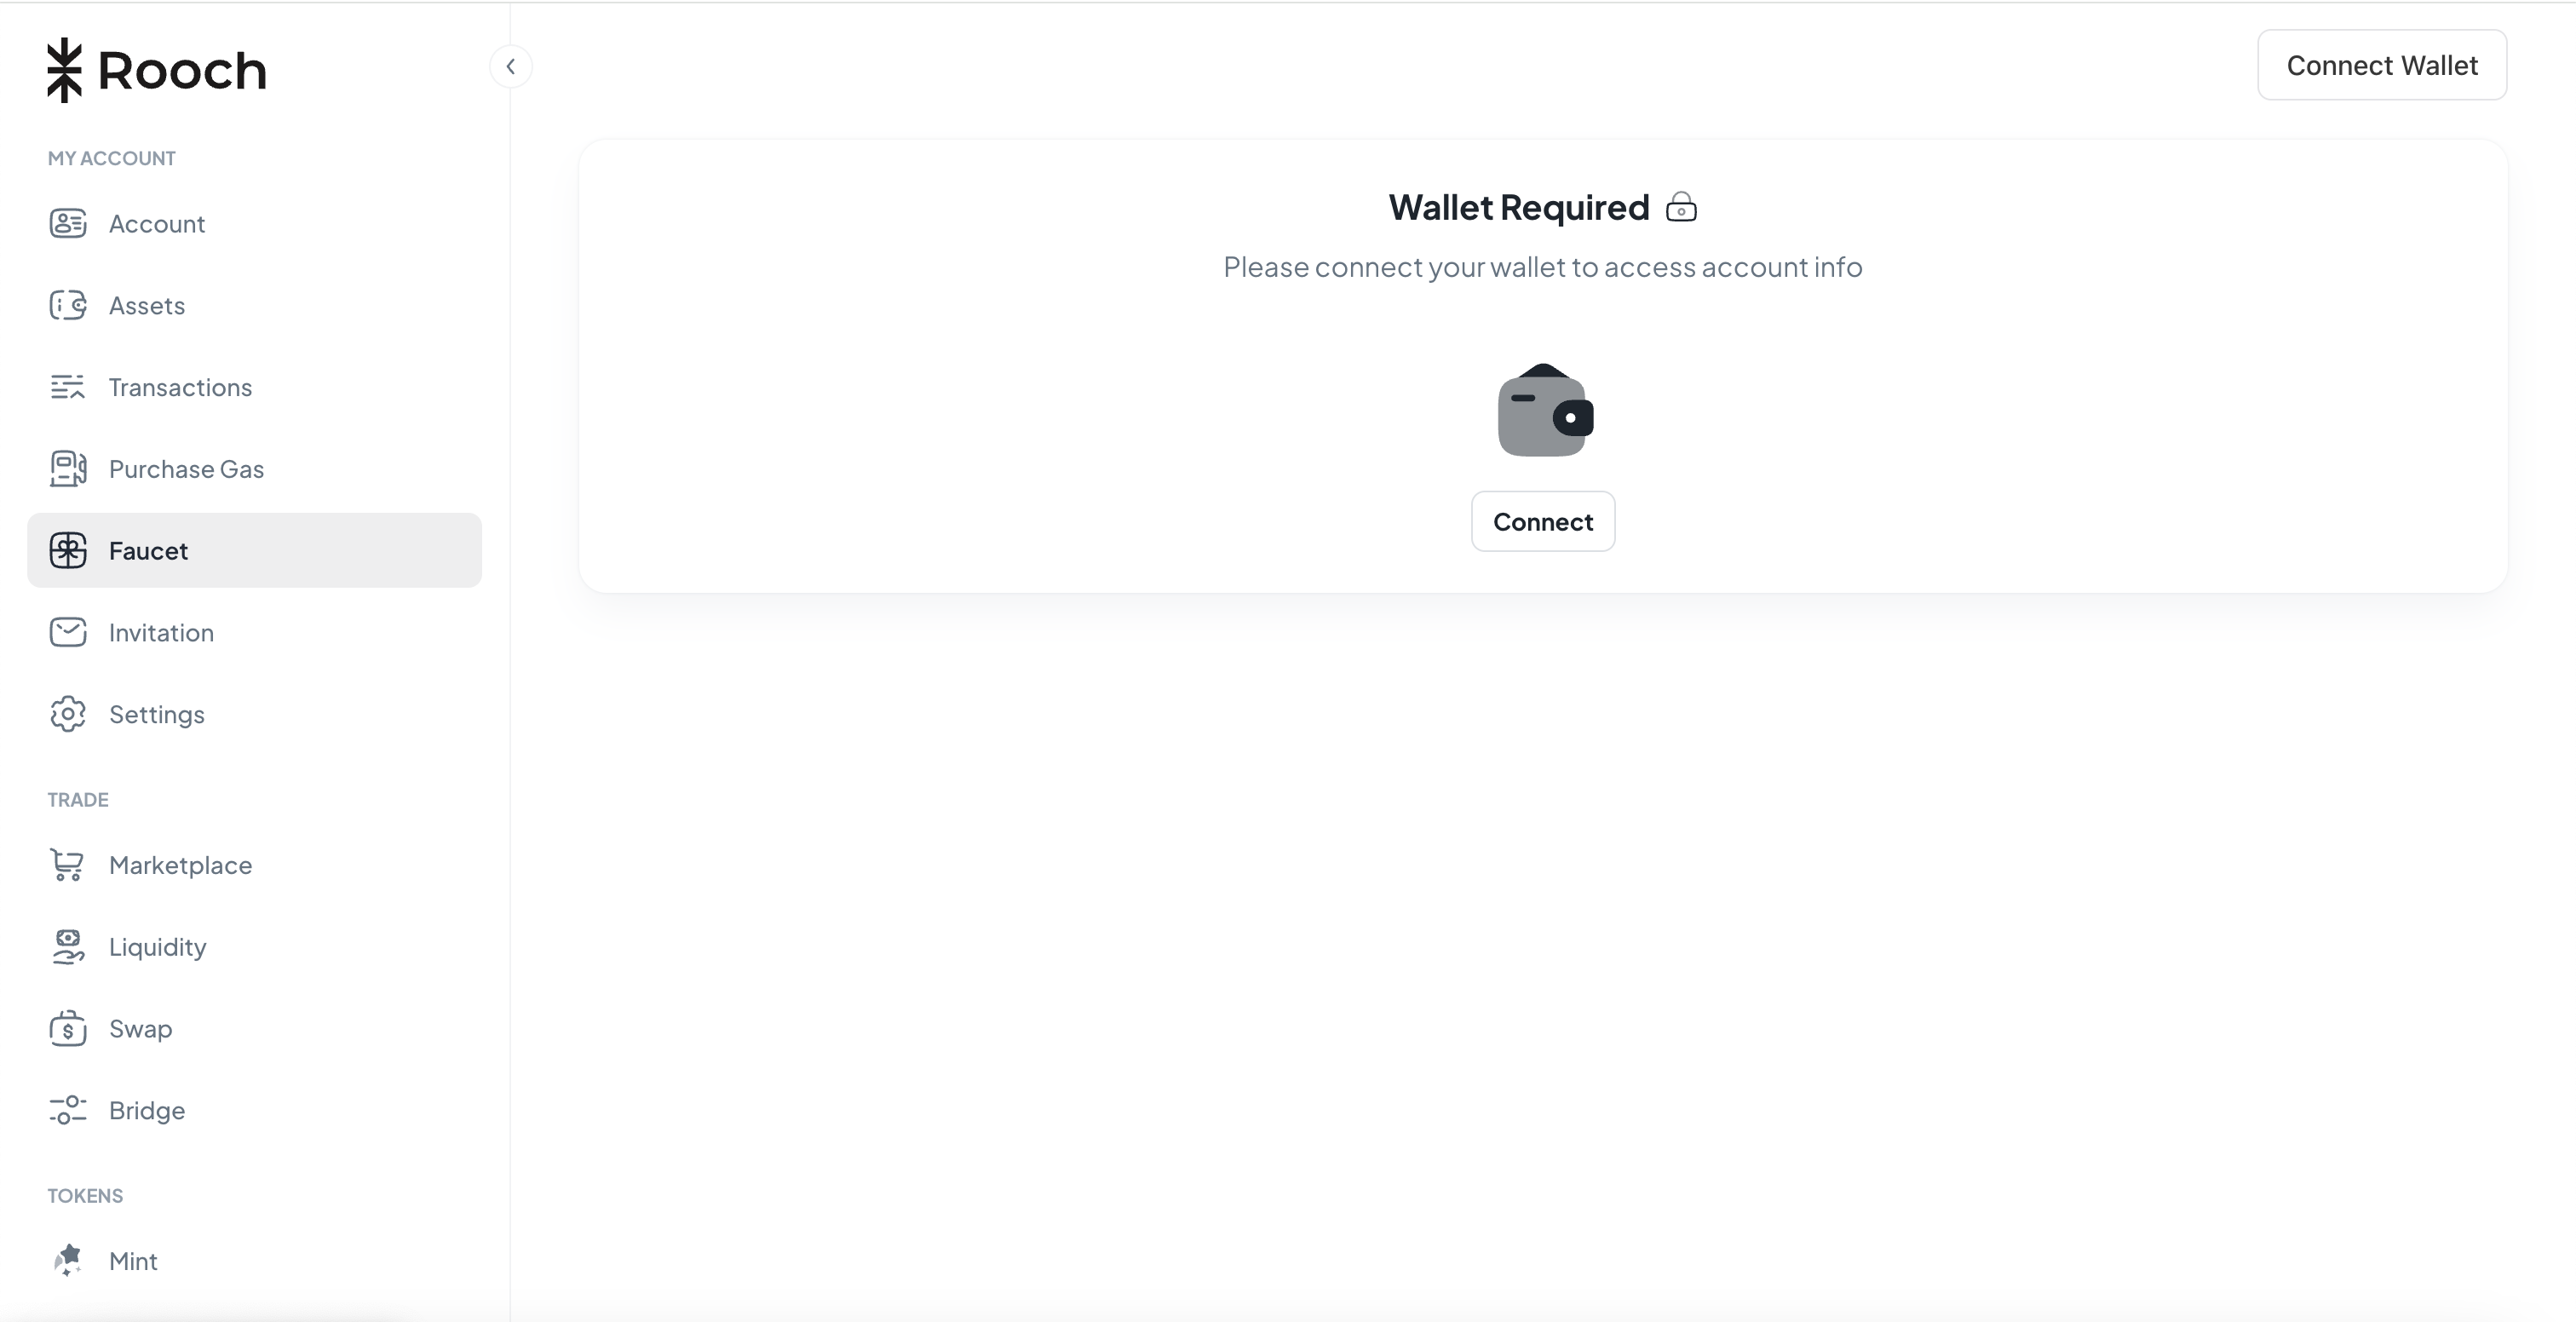 Rooch
Connect Wallet
MY ACCOUNT
Account
Assets
Transactions
Purchase Gas
Faucet
Invitation
Settings
TRADE
Marketplace
Liquidity
Swap
Bridge
TOKENS
Mint
Wallet Required
Please connect your wallet to access account info
Connect